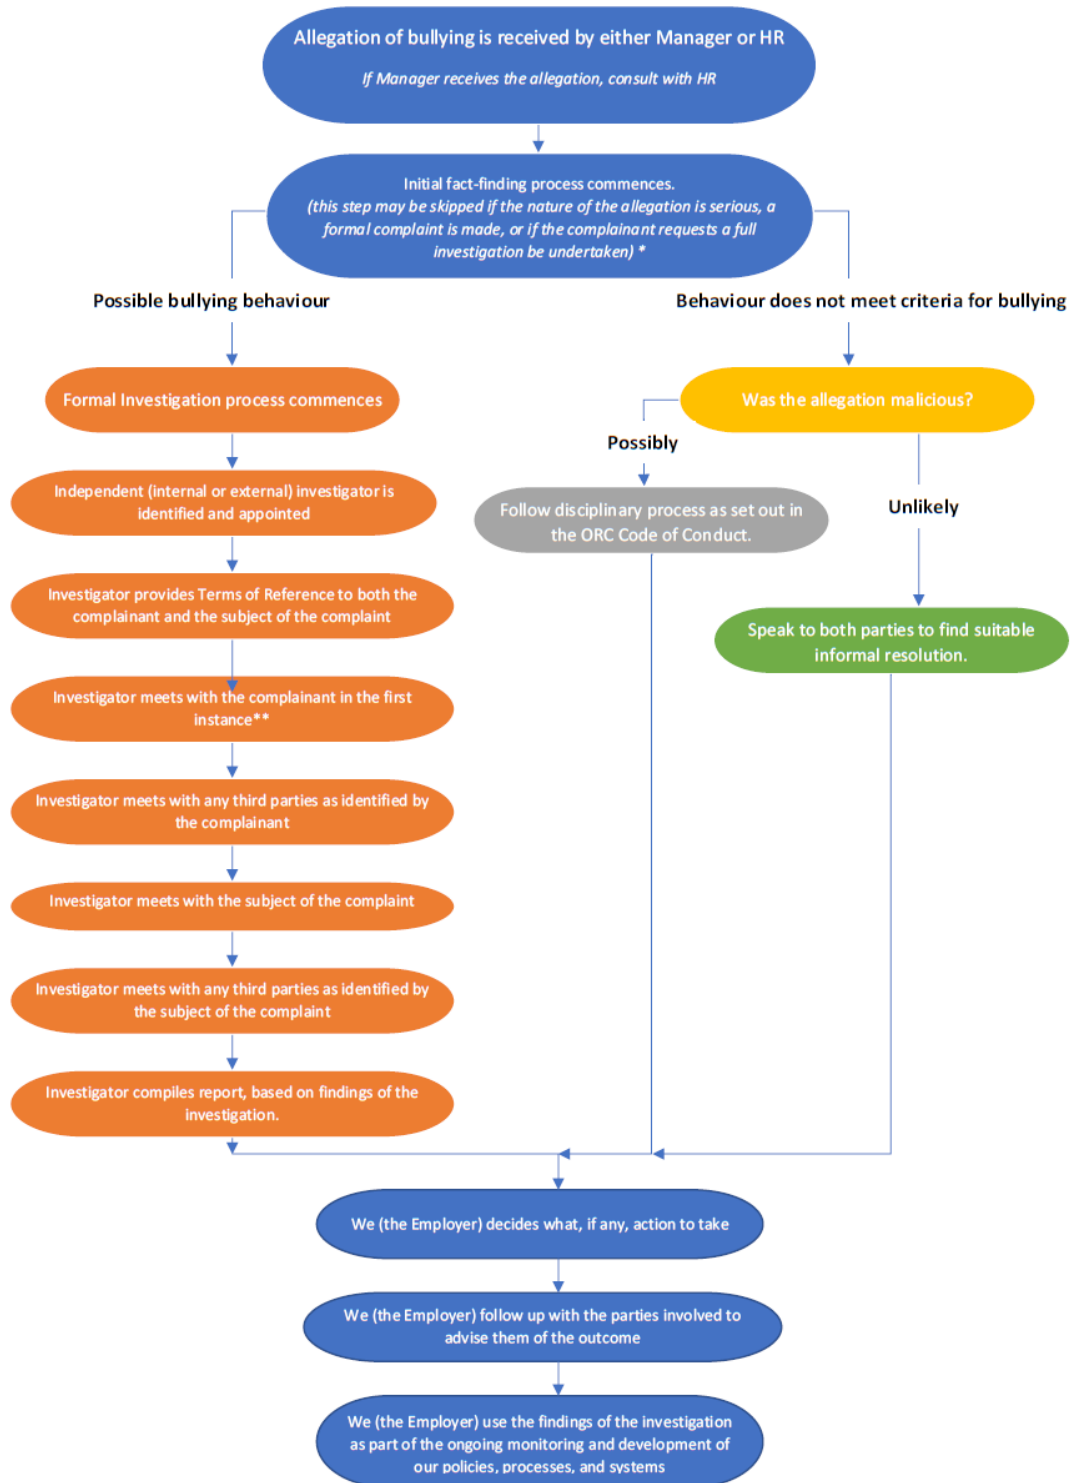 Allegation of bullying is received by either Manager or HR
If Manager receives the allegation, consult with HR
Initial fact-finding process commences.
(this step may be skipped if the nature of the allegation is serious, a
formal complaint is made, or if the complainant requests a full
investigation be undertaken) *
Possible bullying behaviour
Behaviour does not meet criteria for bullying
Formal Investigation process commences
Was the allegation malicious?
Possibly
Unlikely
Independent (internal or external) investigator is
identified and appointed
Follow disciplinary process as set out in
the ORC Code of Conduct.
Investigator provides Terms of Reference to both the
complainant and the subject of the complaint
Speak to both parties to find suitable
informal resolution.
Investigator meets with the complainant in the first
instance**
Investigator meets with any third parties as identified by
the complainant
Investigator meets with the subject of the complaint
Investigator meets with any third parties as identified by
the subject of the complaint
Investigator compiles report, based on findings of the
investigation.
We (the Employer) decides what, if any, action to take
We (the Employer) follow up with the parties involved to
advise them of the outcome
We (the Employer) use the findings of the investigation
as part of the ongoing monitoring and development of
our policies, processes, and systems